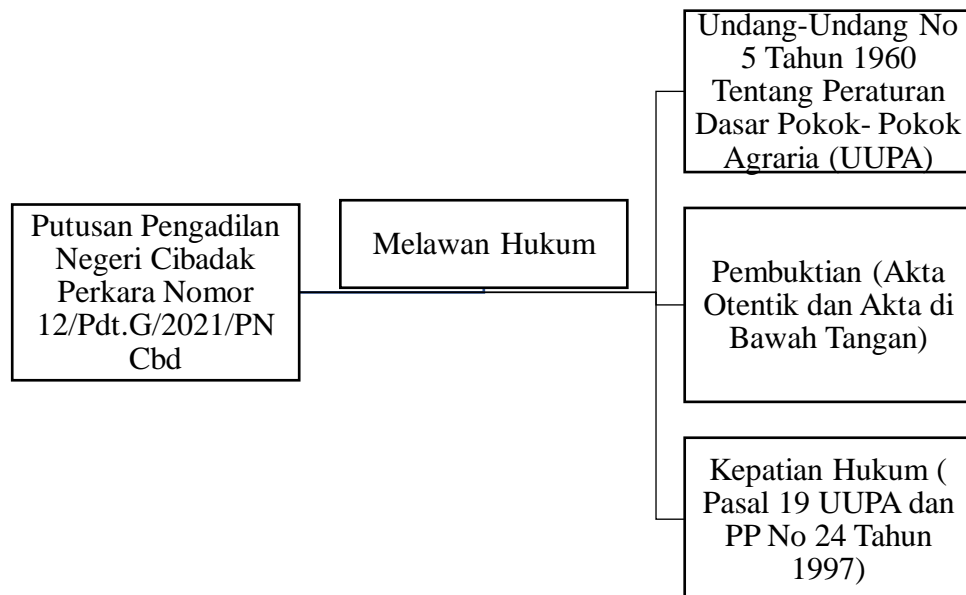 Putusan Pengadilan
Negeri Cibadak
Perkara Nomor
12/Pdt.G/2021/PN
Cbd
Melawan Hukum
Undang-Undang No
5 Tahun 1960
Tentang Peraturan
Dasar Pokok- Pokok
Agraria (UUPA)
Pembuktian (Akta
Otentik dan Akta di
Bawah Tangan)
Kepatian Hukum (
Pasal 19 UUPA dan
PP No 24 Tahun
1997)